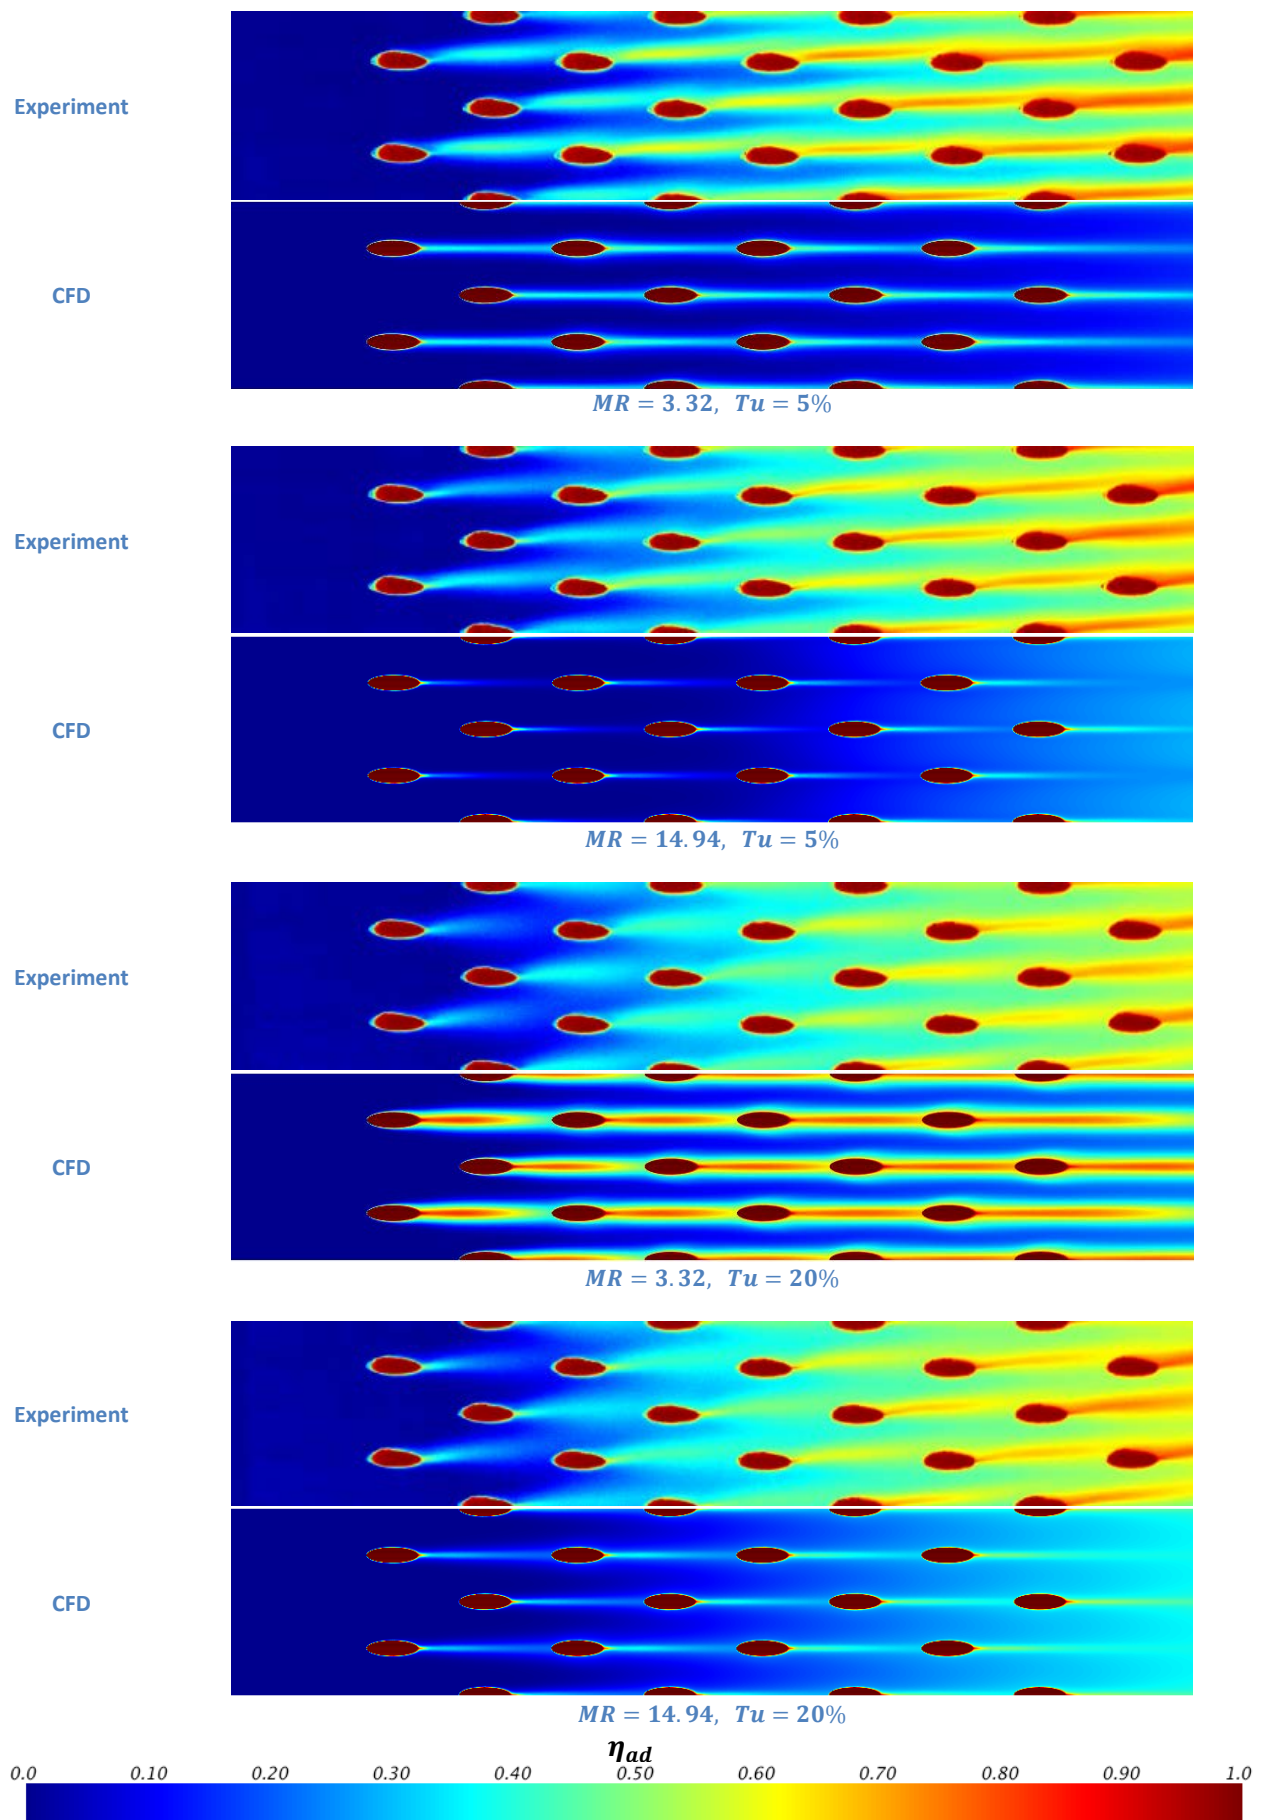 Experiment
CFD
MR = 3.32, Tu = 5%
Experiment
CFD
MR = 14.94, Tu = 5%
Experiment
CFD
MR = 3.32, Tu = 20%
Experiment
CFD
MR = 14.94, Tu = 20%
η_ad
0.0 0.10 0.20 0.30 0.40 0.50 0.60 0.70 0.80 0.90 1.0